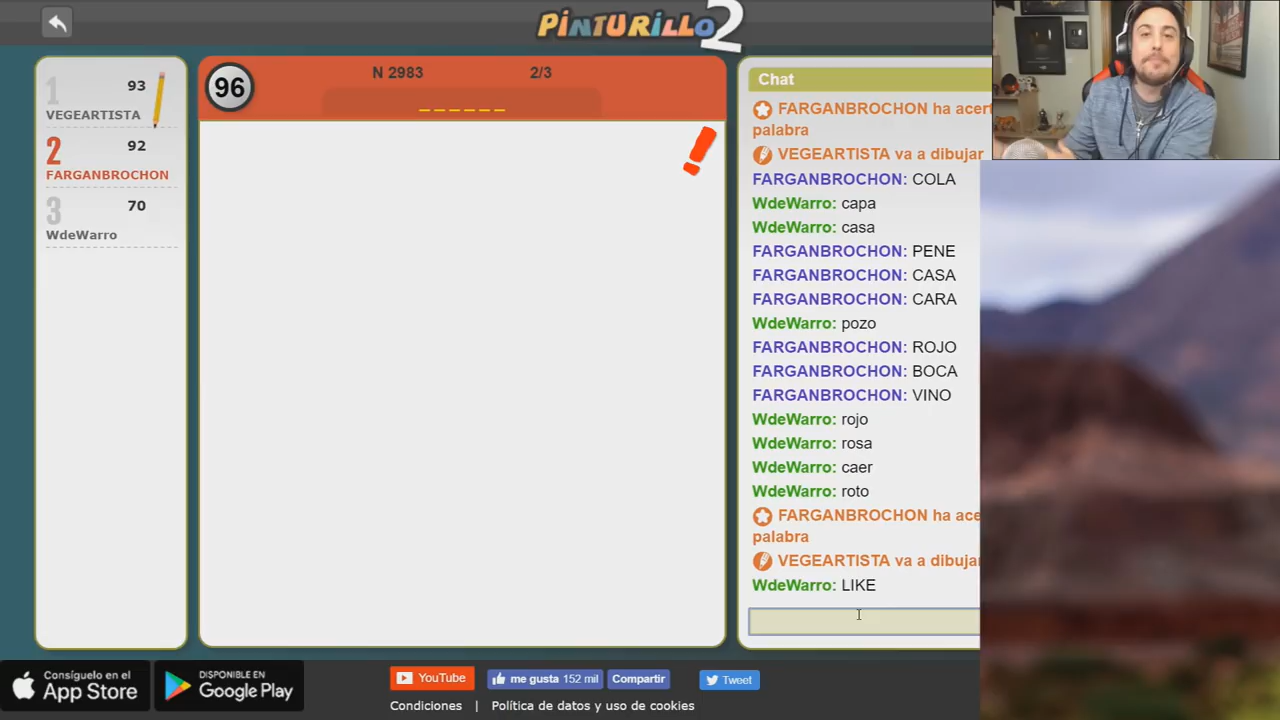 PINTURILLO 2
1
93
VEGEARTISTA
2
92
FARGANBROCHON
3
70
WdeWarro
96
N 2983
2/3
_ _ _ _ _ _
Chat
FARGANBROCHON ha acert
palabra
VEGEARTISTA va a dibujar
FARGANBROCHON: COLA
WdeWarro: capa
WdeWarro: casa
FARGANBROCHON: PENE
FARGANBROCHON: CASA
FARGANBROCHON: CARA
WdeWarro: pozo
FARGANBROCHON: ROJO
FARGANBROCHON: BOCA
FARGANBROCHON: VINO
WdeWarro: rojo
WdeWarro: rosa
WdeWarro: caer
WdeWarro: roto
FARGANBROCHON ha ace
palabra
VEGEARTISTA va a dibujar
WdeWarro: LIKE
Consíguelo en el
App Store
DISPONIBLE EN
Google Play
YouTube
me gusta 152 mil
Compartir
Tweet
Condiciones | Política de datos y uso de cookies